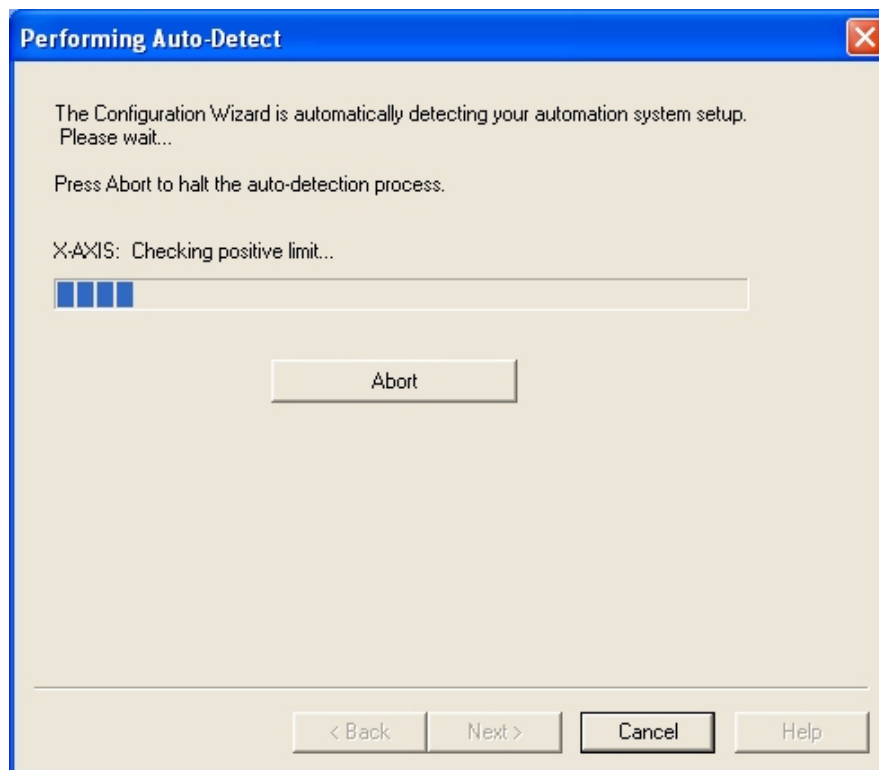 Performing Auto-Detect
The Configuration Wizard is automatically detecting your automation system setup.
Please wait...
Press Abort to halt the auto-detection process.
X-AXIS: Checking positive limit...
Abort
< Back
Next >
Cancel
Help